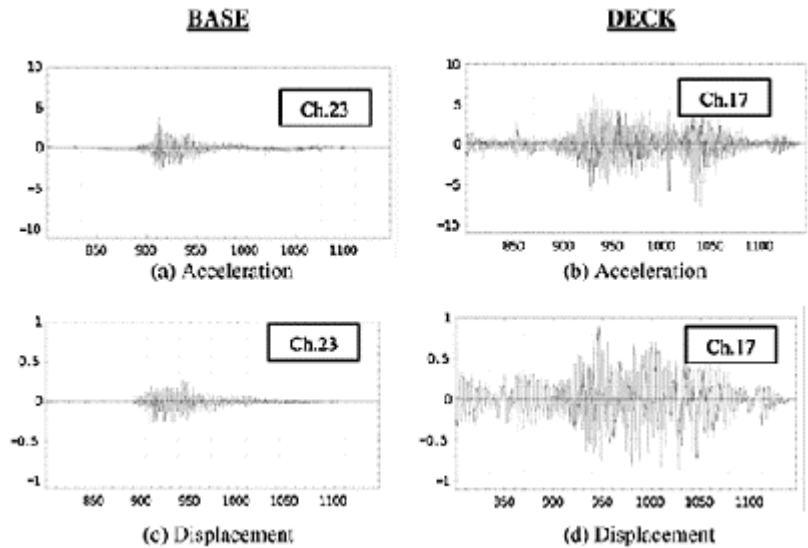 BASE DECK
10
5
0
-5
-10
Ch.23
850 900 950 1000 1050 1100
(a) Acceleration
10
5
0
-5
-15
Ch.17
850 900 950 1000 1050 1100
(b) Acceleration
1
0.5
0
-0.5
-1
Ch.23
850 900 950 1000 1050 1100
(c) Displacement
1
0.5
0
-0.5
-1
Ch.17
850 900 950 1000 1050 1100
(d) Displacement